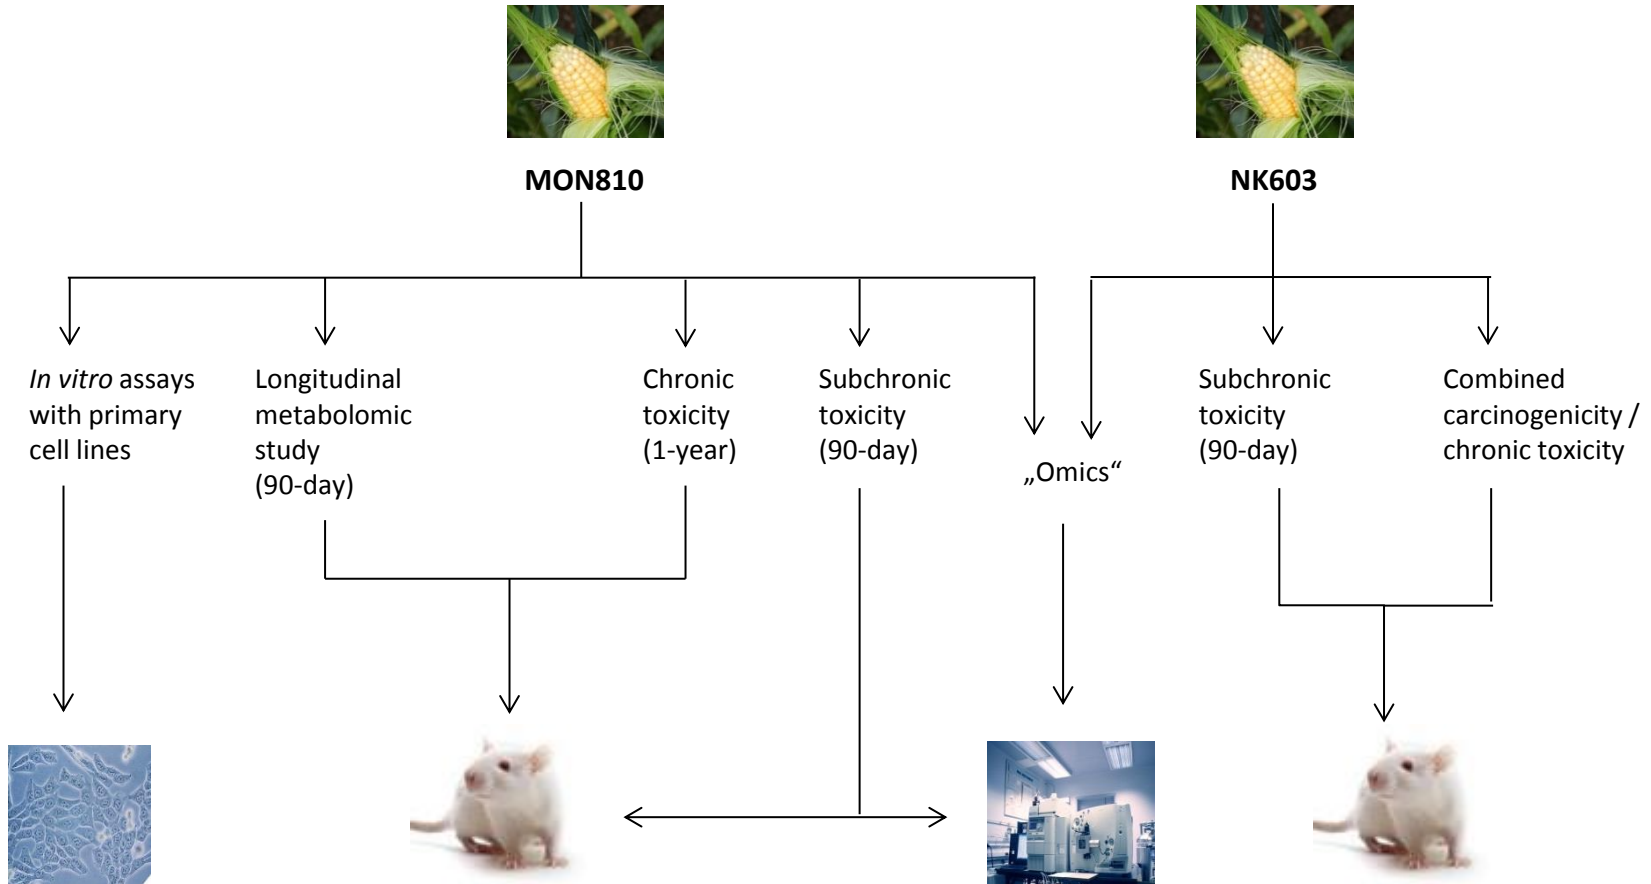 MON810
NK603
In vitro assays
with primary
cell lines
Longitudinal
metabolomic
study
(90-day)
Chronic
toxicity
(1-year)
Subchronic
toxicity
(90-day)
„Omics“
Subchronic
toxicity
(90-day)
Combined
carcinogenicity /
chronic toxicity